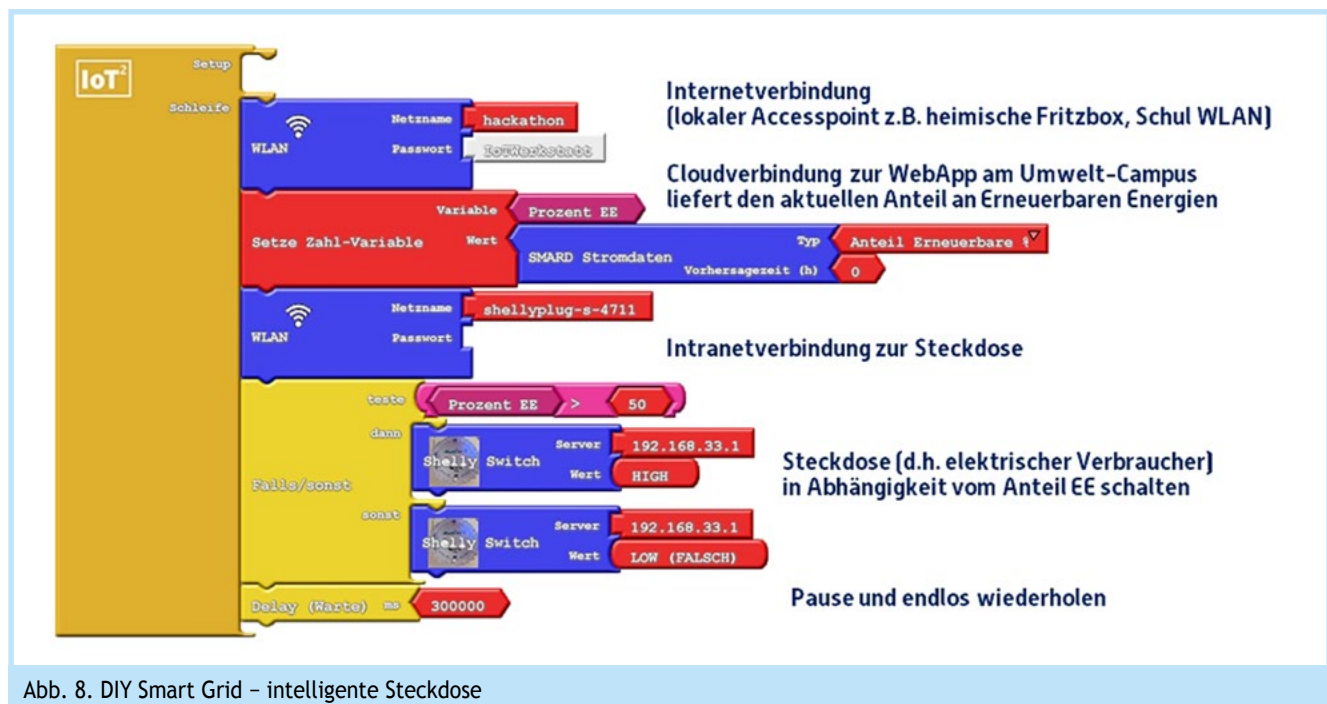 IoT²
Setup
Schleife
WLAN
Netzname hackathon
Passwort IoTWerkstatt
Internetverbindung
(lokaler Accesspoint z.B. heimische Fritzbox, Schul WLAN)
Cloudverbindung zur WebApp am Umwelt-Campus
liefert den aktuellen Anteil an Erneuerbaren Energien
Setze Zahl-Variable
Variable Prozent EE
Wert SMARD Stromdaten
Typ Anteil Erneuerbare %
Vorhersagezeit (h) 0
WLAN
Netzname shellyplug-s-4711
Passwort
Intranetverbindung zur Steckdose
Falls/sonst
teste Prozent EE > 50
dann
Shelly Switch
Server 192.168.33.1
Wert HIGH
sonst
Shelly Switch
Server 192.168.33.1
Wert LOW (FALSCH)
Steckdose (d.h. elektrischer Verbraucher)
in Abhängigkeit vom Anteil EE schalten
Delay (Warte) ms 300000
Pause und endlos wiederholen
Abb. 8. DIY Smart Grid – intelligente Steckdose